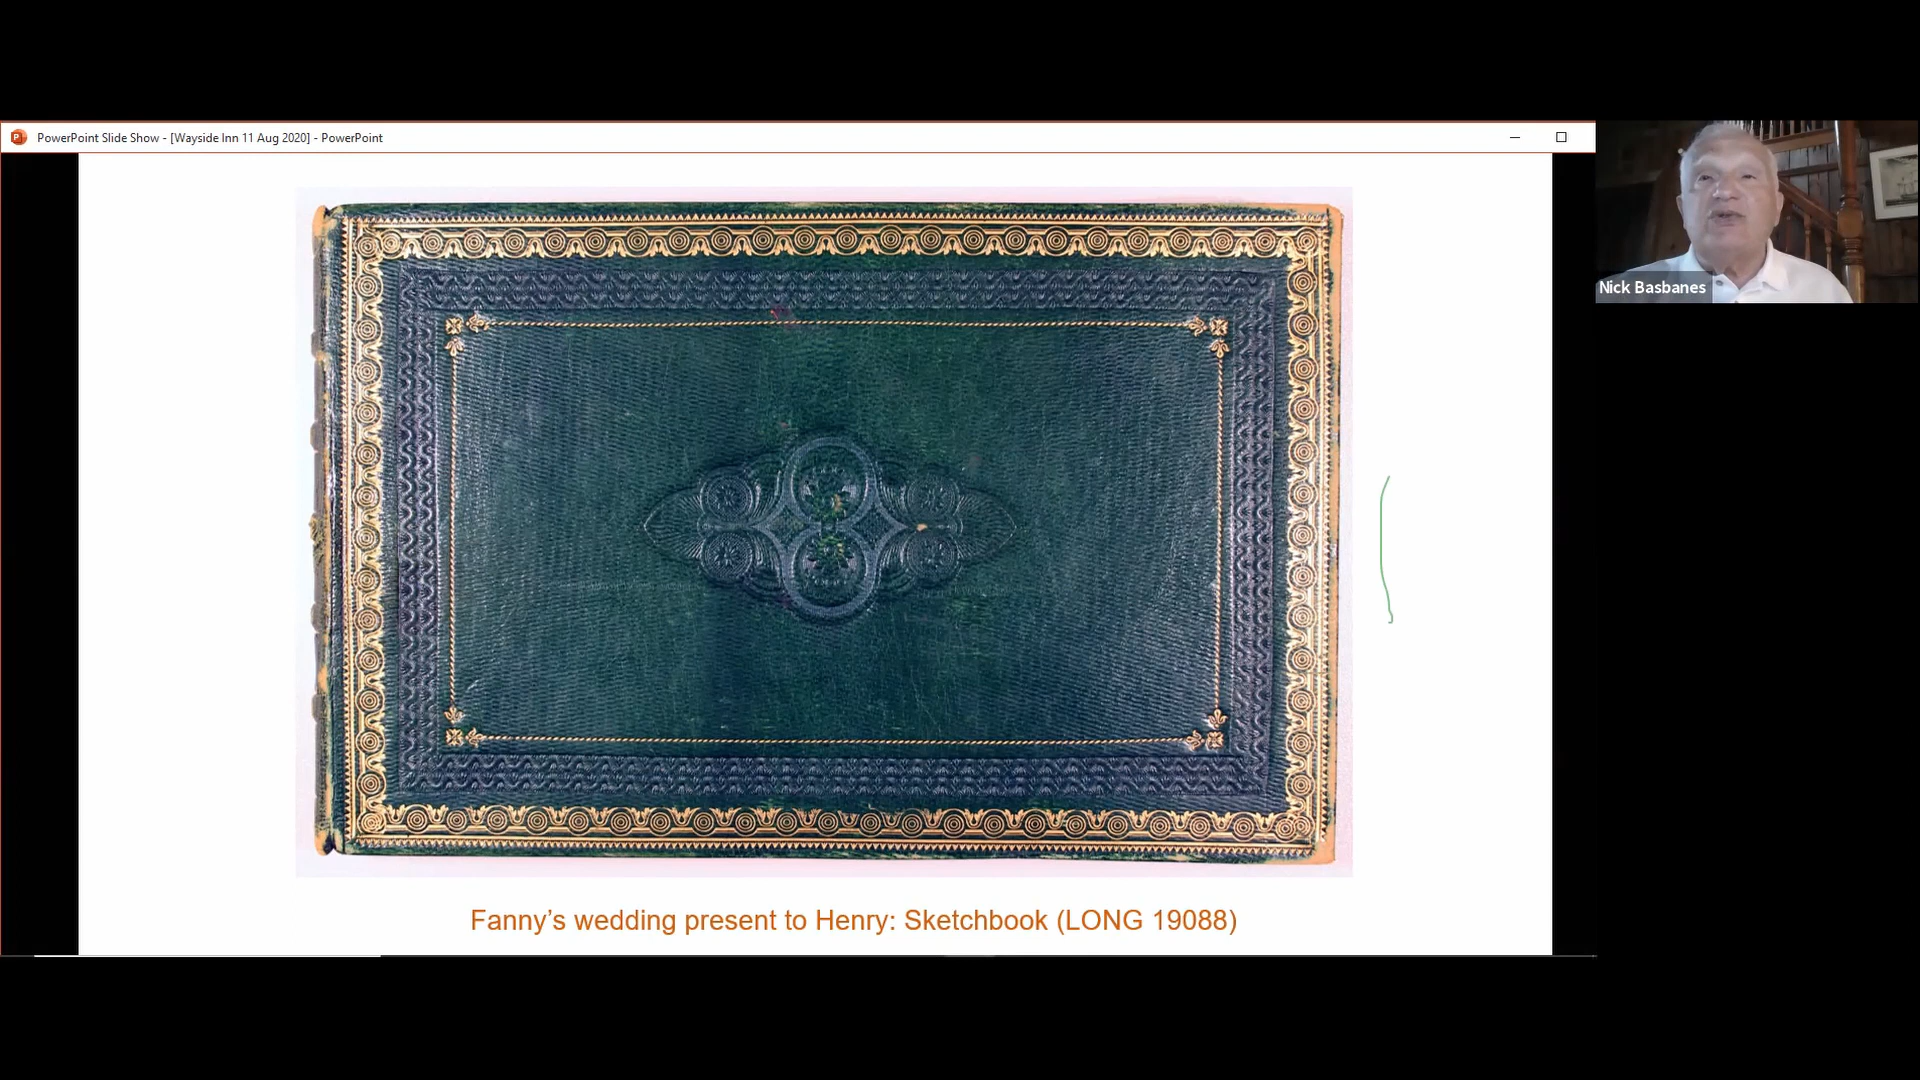 PowerPoint Slide Show - [Wayside Inn 11 Aug 2020] - PowerPoint
Nick Basbanes
Fanny’s wedding present to Henry: Sketchbook (LONG 19088)